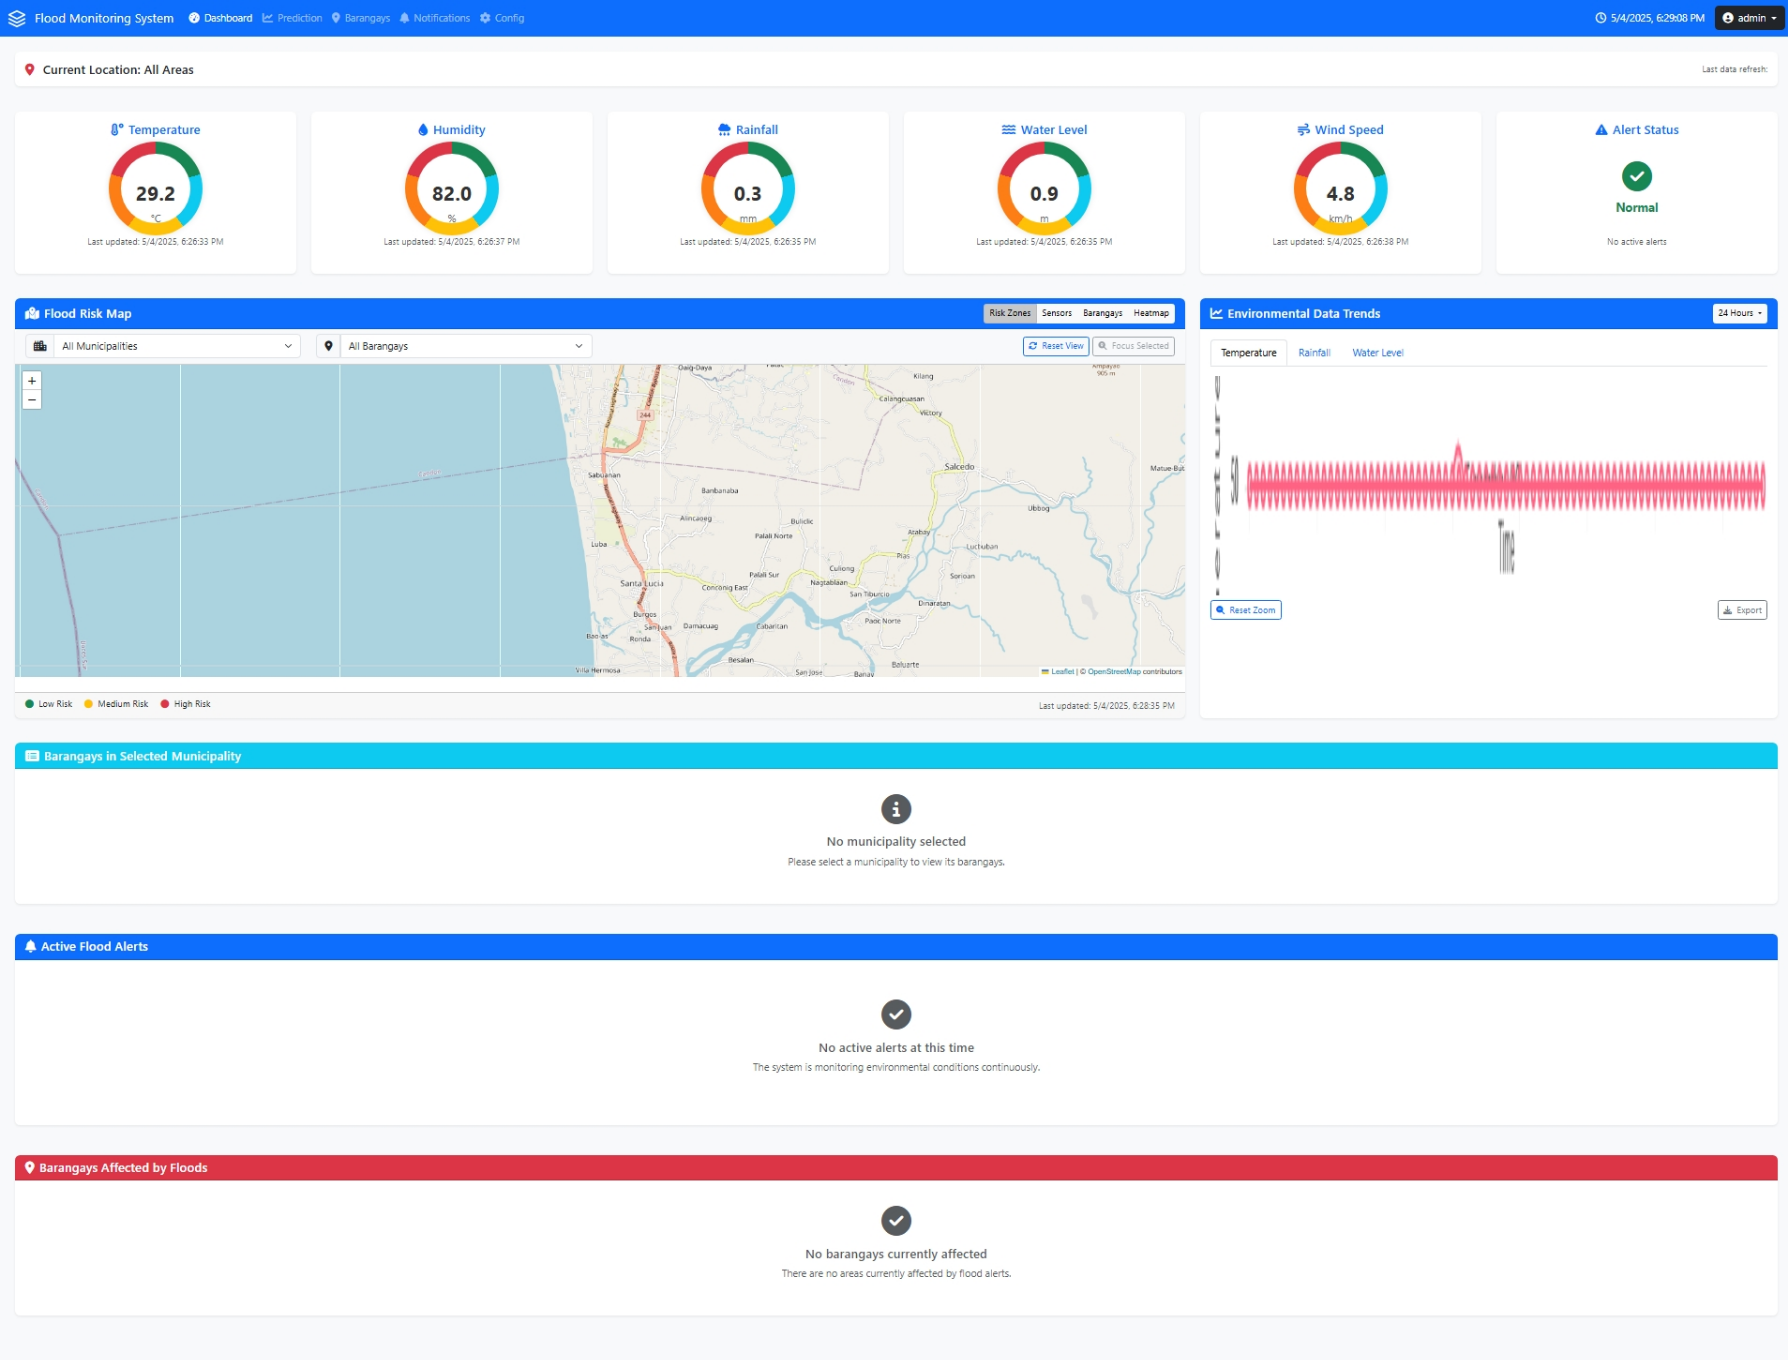 Flood Monitoring System Dashboard Prediction Barangays Notifications Config 5/4/2025, 6:29:08 PM admin
Current Location: All Areas Last data refresh:
Temperature
29.2
°C
Last updated: 5/4/2025, 6:26:33 PM
Humidity
82.0
%
Last updated: 5/4/2025, 6:26:37 PM
Rainfall
0.3
mm
Last updated: 5/4/2025, 6:26:35 PM
Water Level
0.9
m
Last updated: 5/4/2025, 6:26:35 PM
Wind Speed
4.8
km/h
Last updated: 5/4/2025, 6:26:38 PM
Alert Status
Normal
No active alerts
Flood Risk Map Risk Zones Sensors Barangays Heatmap
All Municipalities All Barangays Reset View Focus Selected
+
−
Daig-Daya
905 m
Kilang
Calangcuasan
Victory
244
Salcedo
Matue-But
Sabuanan
Banbanaba
Ubbog
Alincaoeg
Buliclic
Palali Norte
Atabay
Luba
Luchuban
Pias
Culiong
Palali Sur
Sorioan
Santa Lucia
Nagtablaan
Conconig East
San Tiburcio
Dinaratan
Burgos
Paoc Norte
San Juan
Damacuag
Cabaritan
Bao-as
Ronda
Besalan
Baluarte
Villa Hermosa
San Jose
Banay
Leaflet | © OpenStreetMap contributors
Low Risk Medium Risk High Risk Last updated: 5/4/2025, 6:28:35 PM
Environmental Data Trends 24 Hours
Temperature Rainfall Water Level
50
Time
Reset Zoom Export
Barangays in Selected Municipality
No municipality selected
Please select a municipality to view its barangays.
Active Flood Alerts
No active alerts at this time
The system is monitoring environmental conditions continuously.
Barangays Affected by Floods
No barangays currently affected
There are no areas currently affected by flood alerts.